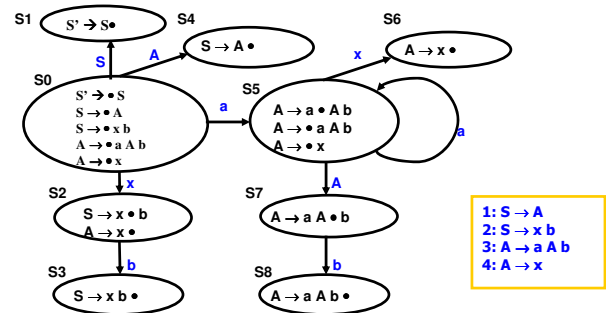 S1
S' → S•
S4
S → A •
S6
A → x •
S
A
x
S0
S' → • S
S → • A
S → • x b
A → • a A b
A → • x
a
S5
A → a • A b
A → • a A b
A → • x
a
x
A
S2
S → x • b
A → x •
S7
A → a A • b
b
b
S3
S → x b •
S8
A → a A b •
1: S → A
2: S → x b
3: A → a A b
4: A → x